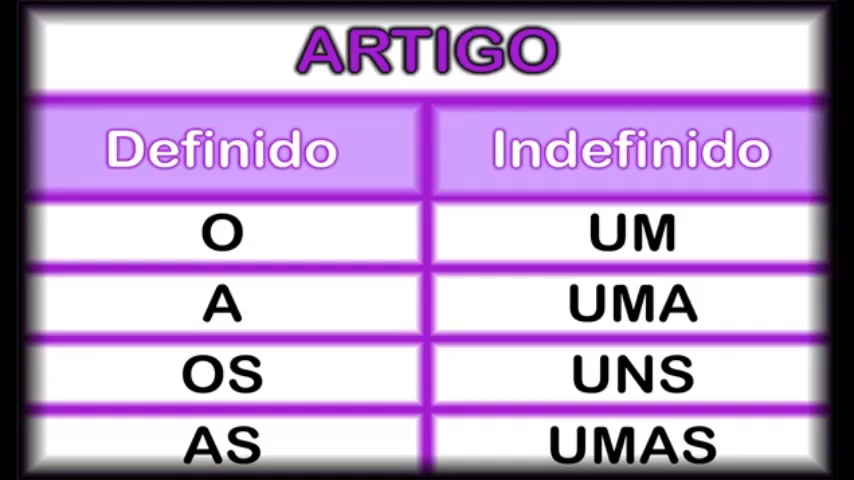 ARTIGO
Definido Indefinido
O UM
A UMA
OS UNS
AS UMAS